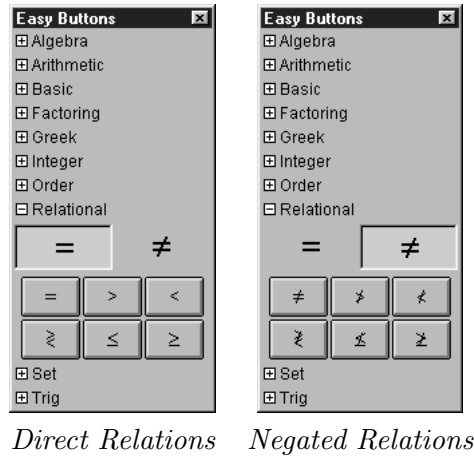 Easy Buttons
Algebra
Arithmetic
Basic
Factoring
Greek
Integer
Order
Relational
= ≠
= > <
≷ ≤ ≥
Set
Trig
Direct Relations
Easy Buttons
Algebra
Arithmetic
Basic
Factoring
Greek
Integer
Order
Relational
= ≠
≠ ≯ ≮
≹ ≰ ≱
Set
Trig
Negated Relations